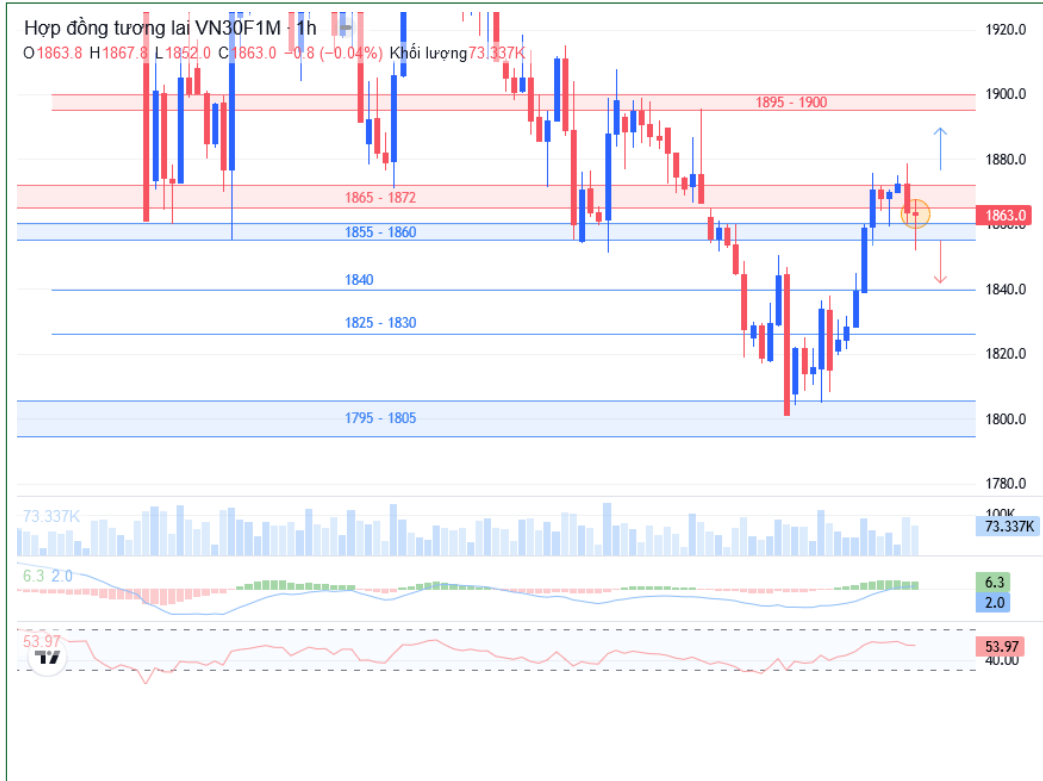 Hợp đồng tương lai VN30F1M · 1h
O1863.8 H1867.8 L1852.0 C1863.0 −0.8 (−0.04%) Khối lượng73.337K
1920.0
1895 - 1900
1900.0
1880.0
1865 - 1872
1863.0
1860.0
1855 - 1860
1840
1840.0
1825 - 1830
1820.0
1795 - 1805
1800.0
1780.0
73.337K
100K
73.337K
6.3 2.0
6.3
2.0
53.97
53.97
40.00